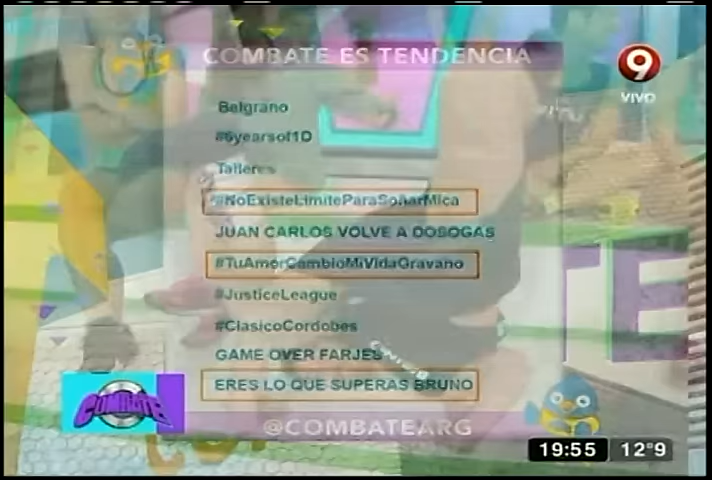 COMBATE ES TENDENCIA
9
VIVO
Belgrano
#6yearsof1D
Talleres
#NoExisteLimiteParaSoñarMica
JUAN CARLOS VOLVE A DOSOGAS
#TuAmorCambioMiVidaGravano
#JusticeLeague
#ClasicoCordobes
GAME OVER FARJES
ERES LO QUE SUPERAS BRUNO
COMBATE
@COMBATEARG
19:55 12°9